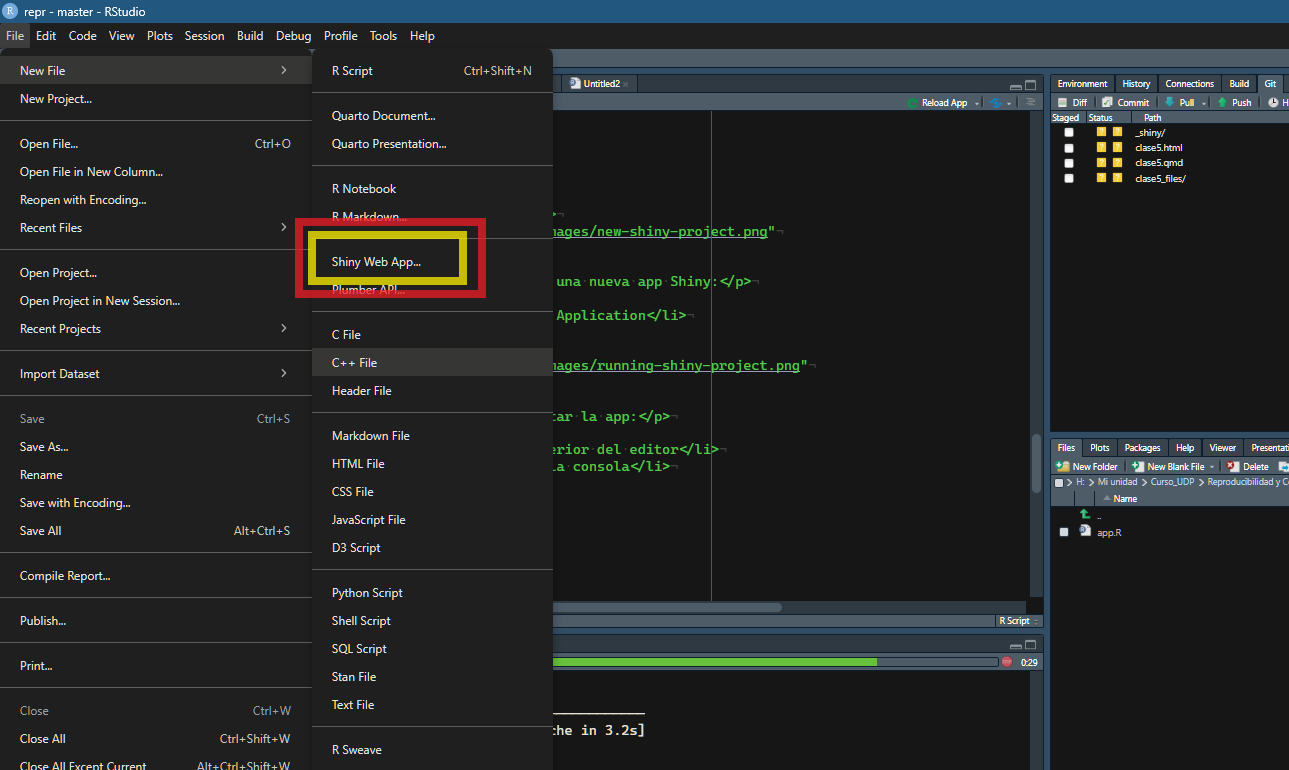 repr - master - RStudio
File Edit Code View Plots Session Build Debug Profile Tools Help
New File
New Project...
Open File... Ctrl+O
Open File in New Column...
Reopen with Encoding...
Recent Files
Open Project...
Open Project in New Session...
Recent Projects
Import Dataset
Save Ctrl+S
Save As...
Rename
Save with Encoding...
Save All Alt+Ctrl+S
Compile Report...
Publish...
Print...
Close Ctrl+W
Close All Ctrl+Shift+W
Close All Except Current Alt+Ctrl+Shift+W
R Script Ctrl+Shift+N
Quarto Document...
Quarto Presentation...
R Notebook
R Markdown...
Shiny Web App...
Plumber API...
C File
C++ File
Header File
Markdown File
HTML File
CSS File
JavaScript File
D3 Script
Python Script
Shell Script
SQL Script
Stan File
Text File
R Sweave
Untitled2
Reload App
>
mages/new-shiny-project.png"
una nueva app Shiny:</p>
Application</li>
mages/running-shiny-project.png"
tar la app:</p>
erior del editor</li>
la consola</li>
R Script
0:29
che in 3.2s]
Environment History Connections Build Git
Diff Commit Pull Push H
Staged Status Path
_shiny/
clase5.html
clase5.qmd
clase5_files/
Files Plots Packages Help Viewer Presentati
New Folder New Blank File Delete
H: Mi unidad Curso_UDP Reproducibilidad y C
Name
..
app.R